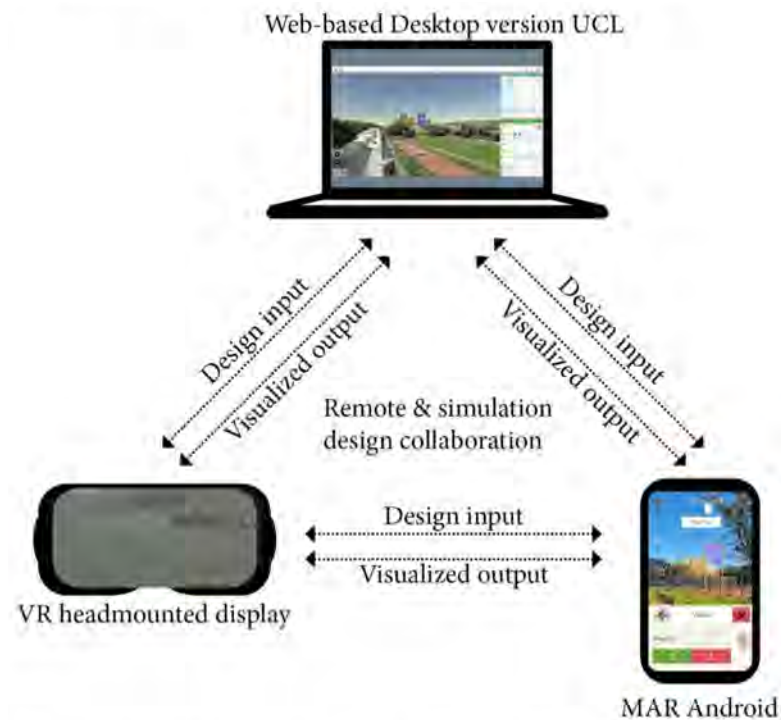 Web-based Desktop version UCL
Design input
Visualized output
Design input
Visualized output
Remote & simulation
design collaboration
Design input
Visualized output
VR headmounted display
MAR Android